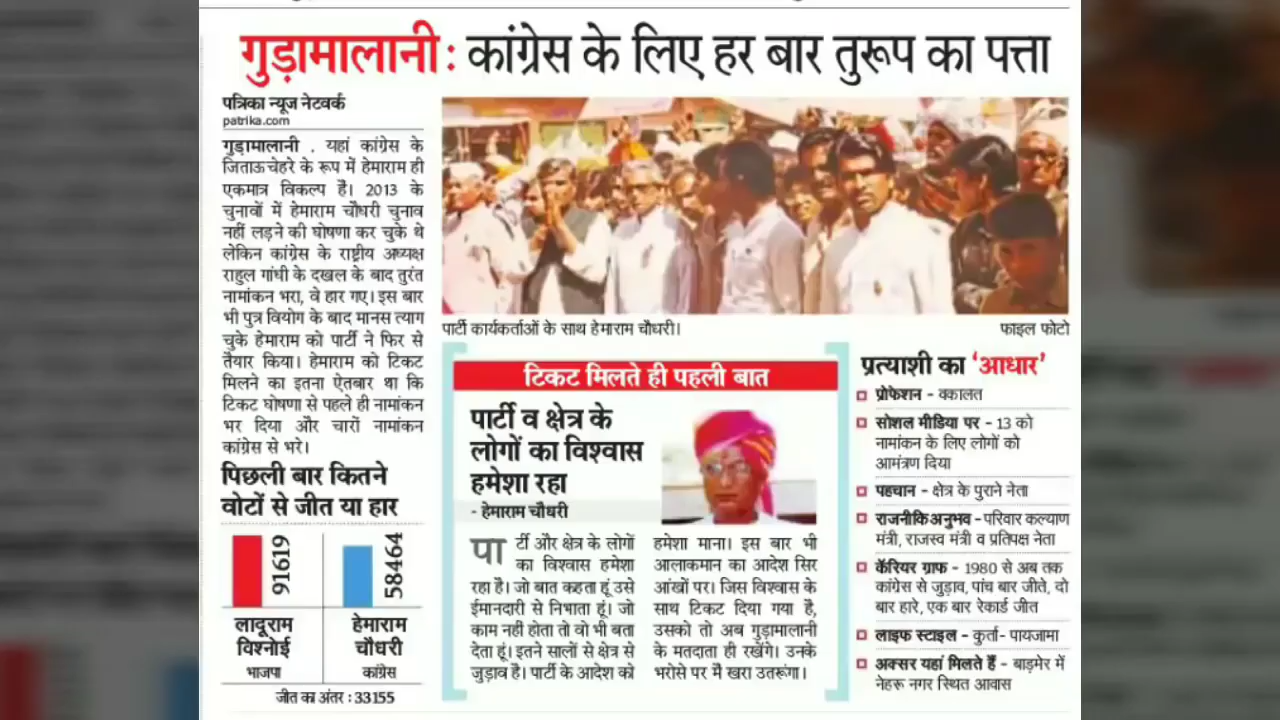 गुड़ामालानी: कांग्रेस के लिए हर बार तुरूप का पत्ता
पत्रिका न्यूज नेटवर्क
patrika.com
गुड़ामालानी . यहां कांग्रेस के
जिताऊ चेहरे के रूप में हेमाराम ही
एकमात्र विकल्प है। 2013 के
चुनावों में हेमाराम चौधरी चुनाव
नहीं लड़ने की घोषणा कर चुके थे
लेकिन कांग्रेस के राष्ट्रीय अध्यक्ष
राहुल गांधी के दखल के बाद तुरंत
नामांकन भरा, वे हार गए। इस बार
भी पुत्र वियोग के बाद मानस त्याग
चुके हेमाराम को पार्टी ने फिर से
तैयार किया। हेमाराम को टिकट
मिलने का इतना ऐतबार था कि
टिकट घोषणा से पहले ही नामांकन
भर दिया और चारों नामांकन
कांग्रेस से भरे।
पिछली बार कितने
वोटों से जीत या हार
91619
58464
लादूराम
विश्नोई
भाजपा
हेमाराम
चौधरी
कांग्रेस
जीत का अंतर : 33155
पार्टी कार्यकर्ताओं के साथ हेमाराम चौधरी।
फाइल फोटो
टिकट मिलते ही पहली बात
पार्टी व क्षेत्र के
लोगों का विश्वास
हमेशा रहा
- हेमाराम चौधरी
पार्टी और क्षेत्र के लोगों
का विश्वास हमेशा
रहा है। जो बात कहता हूं उसे
ईमानदारी से निभाता हूं। जो
काम नहीं होता तो वो भी बता
देता हूं। इतने सालों से क्षेत्र से
जुड़ाव है। पार्टी के आदेश को
हमेशा माना। इस बार भी
आलाकमान का आदेश सिर
आंखों पर। जिस विश्वास के
साथ टिकट दिया गया है,
उसको तो अब गुड़ामालानी
के मतदाता ही रखेंगे। उनके
भरोसे पर मैं खरा उतरूंगा।
प्रत्याशी का 'आधार'
प्रोफेशन - वकालत
सोशल मीडिया पर - 13 को
नामांकन के लिए लोगों को
आमंत्रण दिया
पहचान - क्षेत्र के पुराने नेता
राजनीकि अनुभव - परिवार कल्याण
मंत्री, राजस्व मंत्री व प्रतिपक्ष नेता
कॅरियर ग्राफ - 1980 से अब तक
कांग्रेस से जुड़ाव, पांच बार जीते, दो
बार हारे, एक बार रेकार्ड जीत
लाइफ स्टाइल - कुर्ता- पायजामा
अक्सर यहां मिलते हैं - बाड़मेर में
नेहरू नगर स्थित आवास